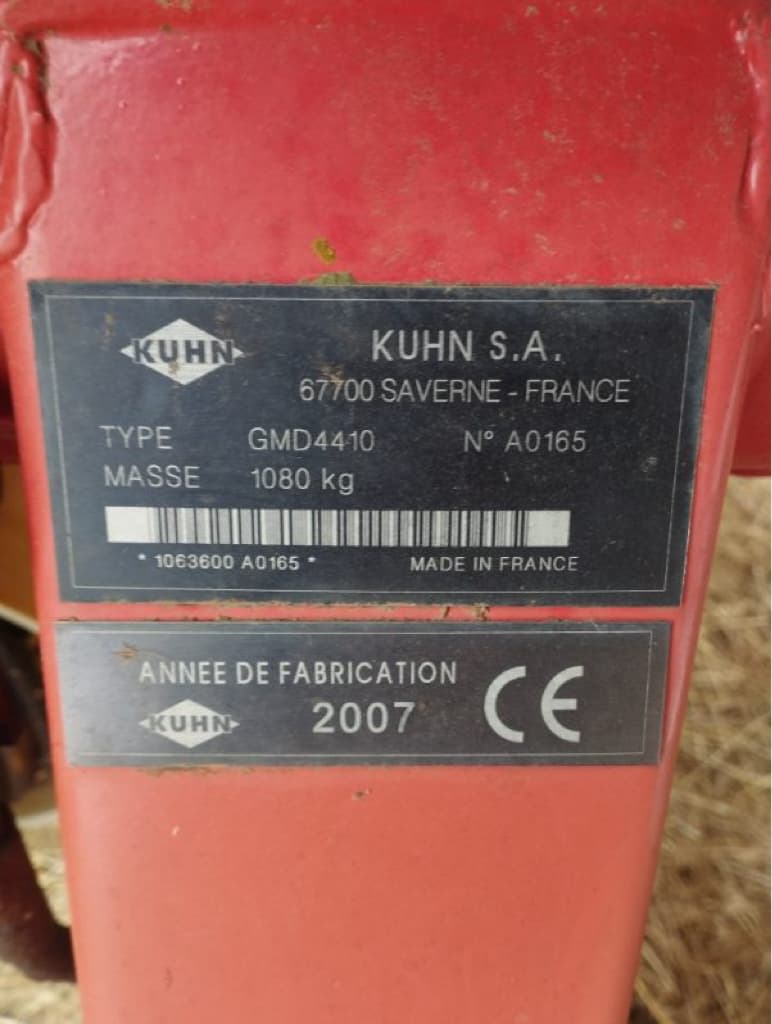 KUHN
KUHN S.A.
67700 SAVERNE - FRANCE
TYPE GMD4410 N° A0165
MASSE 1080 kg
* 1063600 A0165 *
MADE IN FRANCE
ANNEE DE FABRICATION
KUHN
2007
CE